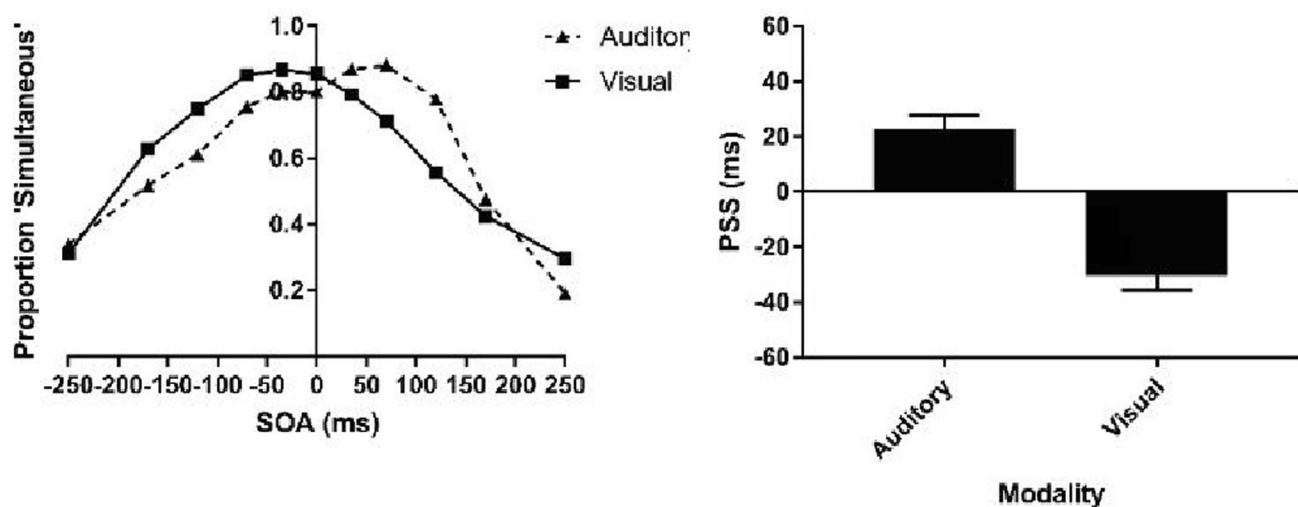 Proportion 'Simultaneous'
1.0
0.8
0.6
0.4
0.2
-250-200-150-100 -50 0 50 100 150 200 250
SOA (ms)
Auditor
Visual
PSS (ms)
60
40
20
0
-20
-40
-60
Auditory
Visual
Modality